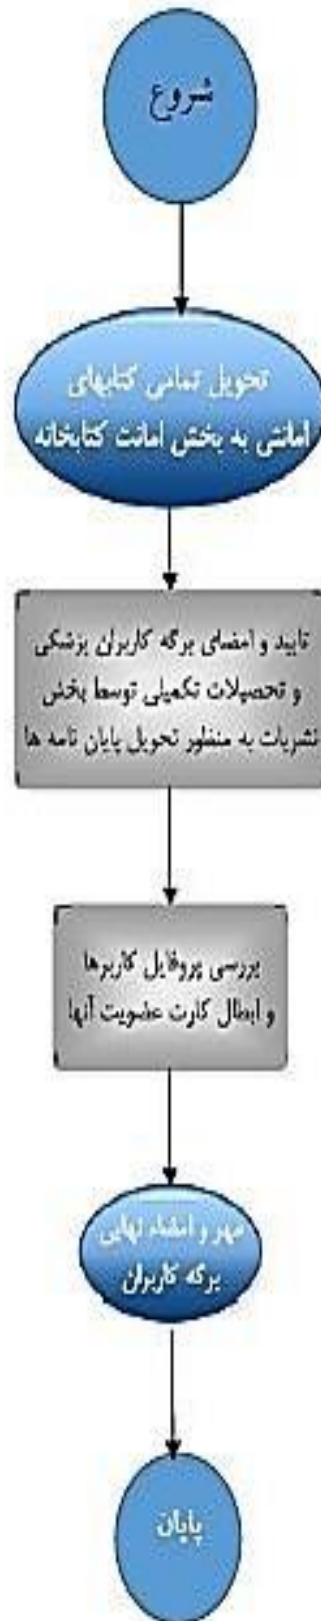 شروع
تحویل تمامی کتابهای
امانتی به بخش امانت کتابخانه
تایید و امضای برگه کاربران پزشکی
و تحصیلات تکمیلی توسط بخش
نشریات به منظور تحویل پایان نامه ها
بررسی پروفایل کاربرها
و ابطال کارت عضویت آنها
مهر و امضاء نهایی
برگه کاربران
پایان